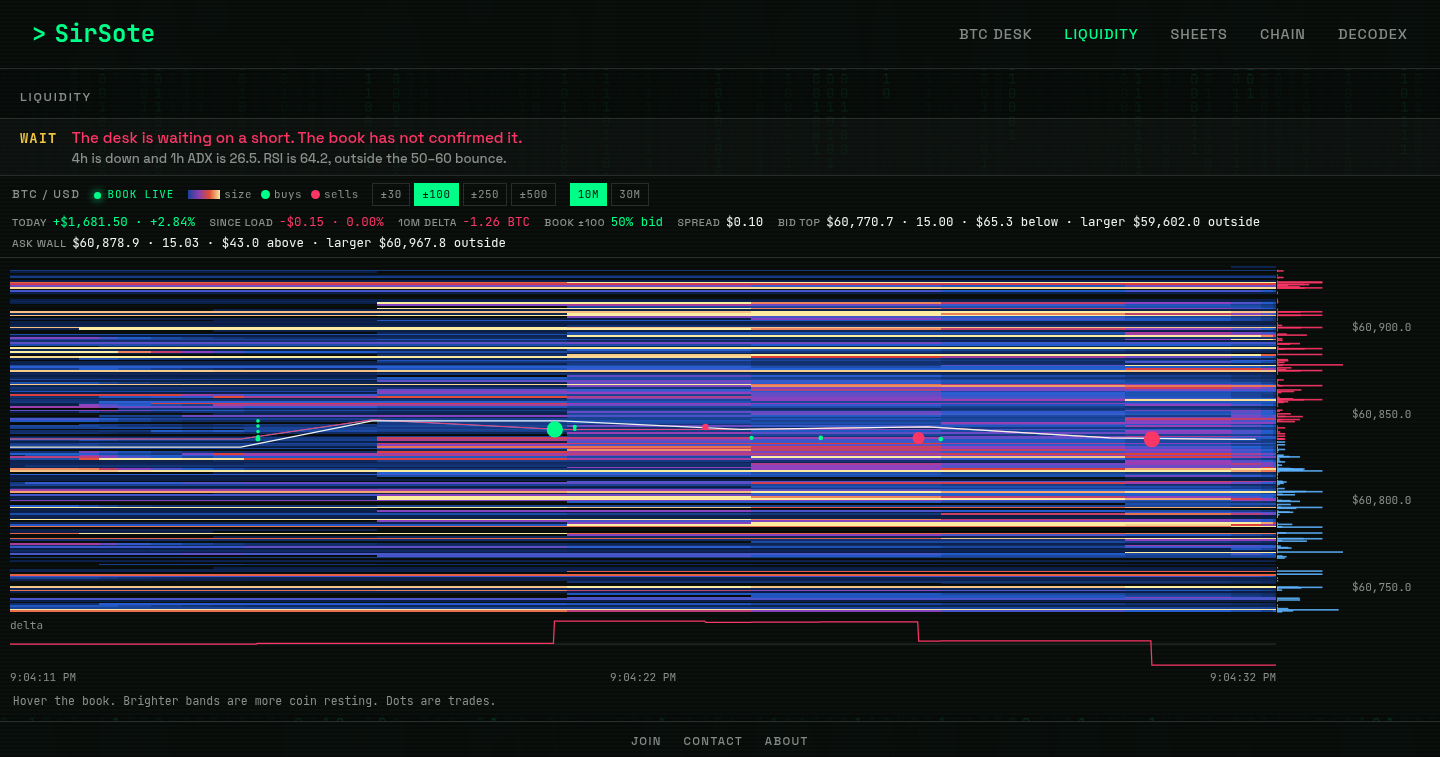 > SirSote
BTC DESK LIQUIDITY SHEETS CHAIN DECODEX
LIQUIDITY
WAIT The desk is waiting on a short. The book has not confirmed it.
4h is down and 1h ADX is 26.5. RSI is 64.2, outside the 50–60 bounce.
BTC / USD BOOK LIVE size buys sells ±30 ±100 ±250 ±500 10M 30M
TODAY +$1,681.50 · +2.84% SINCE LOAD -$0.15 · 0.00% 10M DELTA -1.26 BTC BOOK ±100 50% bid SPREAD $0.10 BID TOP $60,770.7 · 15.00 · $65.3 below · larger $59,602.0 outside
ASK WALL $60,878.9 · 15.03 · $43.0 above · larger $60,967.8 outside
$60,900.0
$60,850.0
$60,800.0
$60,750.0
delta
9:04:11 PM 9:04:22 PM 9:04:32 PM
Hover the book. Brighter bands are more coin resting. Dots are trades.
JOIN CONTACT ABOUT